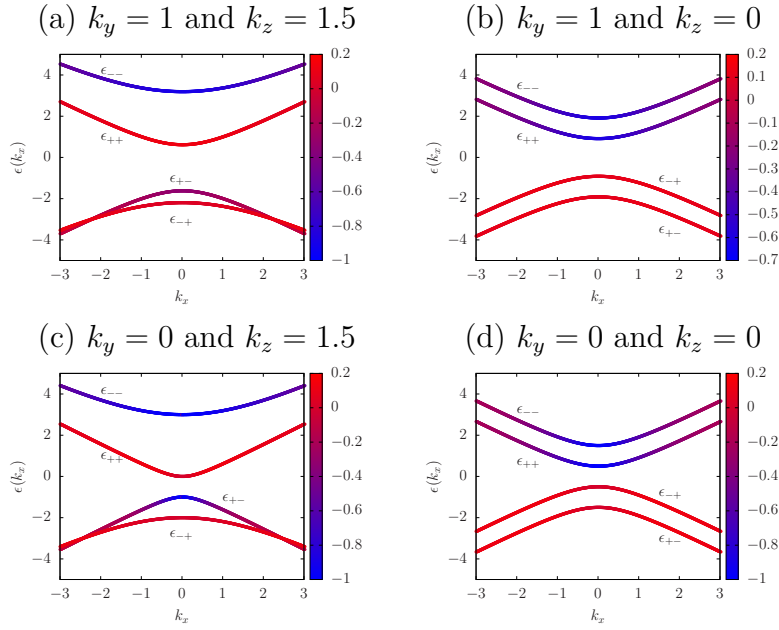 (a) k_y = 1 and k_z = 1.5
ϵ(k_x)
4
2
0
−2
−4
ϵ_−−
ϵ_++
ϵ_+−
ϵ_−+
−3 −2 −1 0 1 2 3
k_x
0.2
0
−0.2
−0.4
−0.6
−0.8
−1
(b) k_y = 1 and k_z = 0
ϵ(k_x)
4
2
0
−2
−4
ϵ_−−
ϵ_++
ϵ_−+
ϵ_+−
−3 −2 −1 0 1 2 3
k_x
0.2
0.1
0
−0.1
−0.2
−0.3
−0.4
−0.5
−0.6
−0.7
(c) k_y = 0 and k_z = 1.5
ϵ(k_x)
4
2
0
−2
−4
ϵ_−−
ϵ_++
ϵ_+−
ϵ_−+
−3 −2 −1 0 1 2 3
k_x
0.2
0
−0.2
−0.4
−0.6
−0.8
−1
(d) k_y = 0 and k_z = 0
ϵ(k_x)
4
2
0
−2
−4
ϵ_−−
ϵ_++
ϵ_−+
ϵ_+−
−3 −2 −1 0 1 2 3
k_x
0.2
0
−0.2
−0.4
−0.6
−0.8
−1